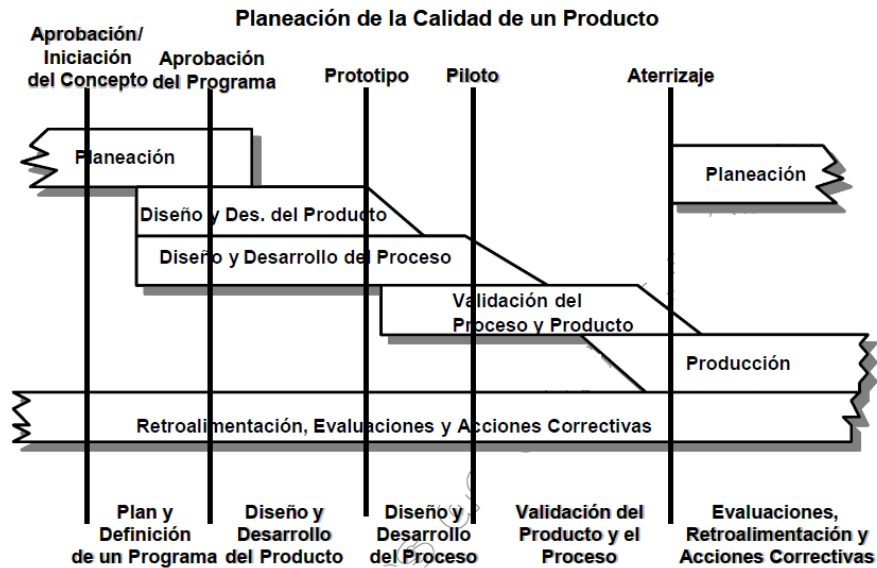 Planeación de la Calidad de un Producto
Aprobación/
Iniciación
del Concepto
Aprobación
del Programa
Prototipo
Piloto
Aterrizaje
Planeación
Planeación
Diseño y Des. del Producto
Diseño y Desarrollo del Proceso
Validación del
Proceso y Producto
Producción
Retroalimentación, Evaluaciones y Acciones Correctivas
Plan y
Definición
de un Programa
Diseño y
Desarrollo
del Producto
Diseño y
Desarrollo
del Proceso
Validación del
Producto y el
Proceso
Evaluaciones,
Retroalimentación y
Acciones Correctivas